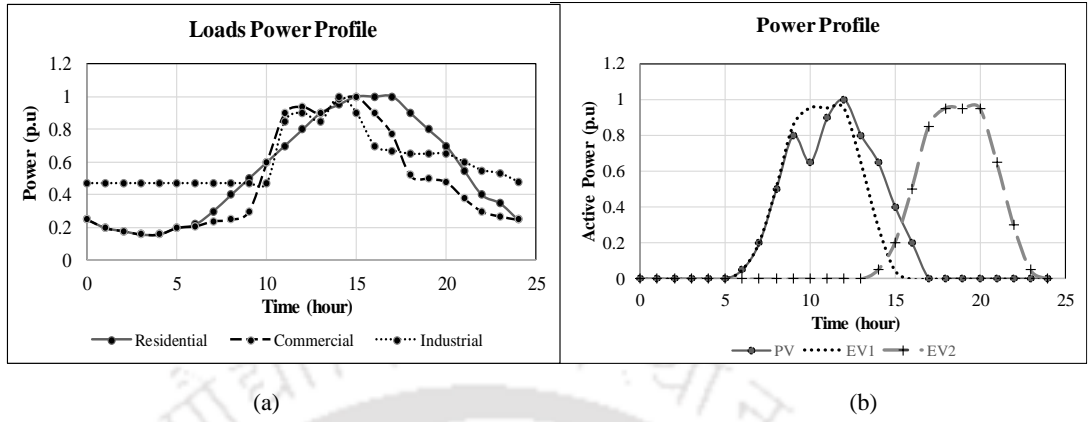 Loads Power Profile
1.2
1
0.8
0.6
0.4
0.2
0
Power (p.u)
0 5 10 15 20 25
Time (hour)
Residential Commercial Industrial
(a)
Power Profile
1.2
1
0.8
0.6
0.4
0.2
0
Active Power (p.u)
0 5 10 15 20 25
Time (hour)
PV EV1 EV2
(b)